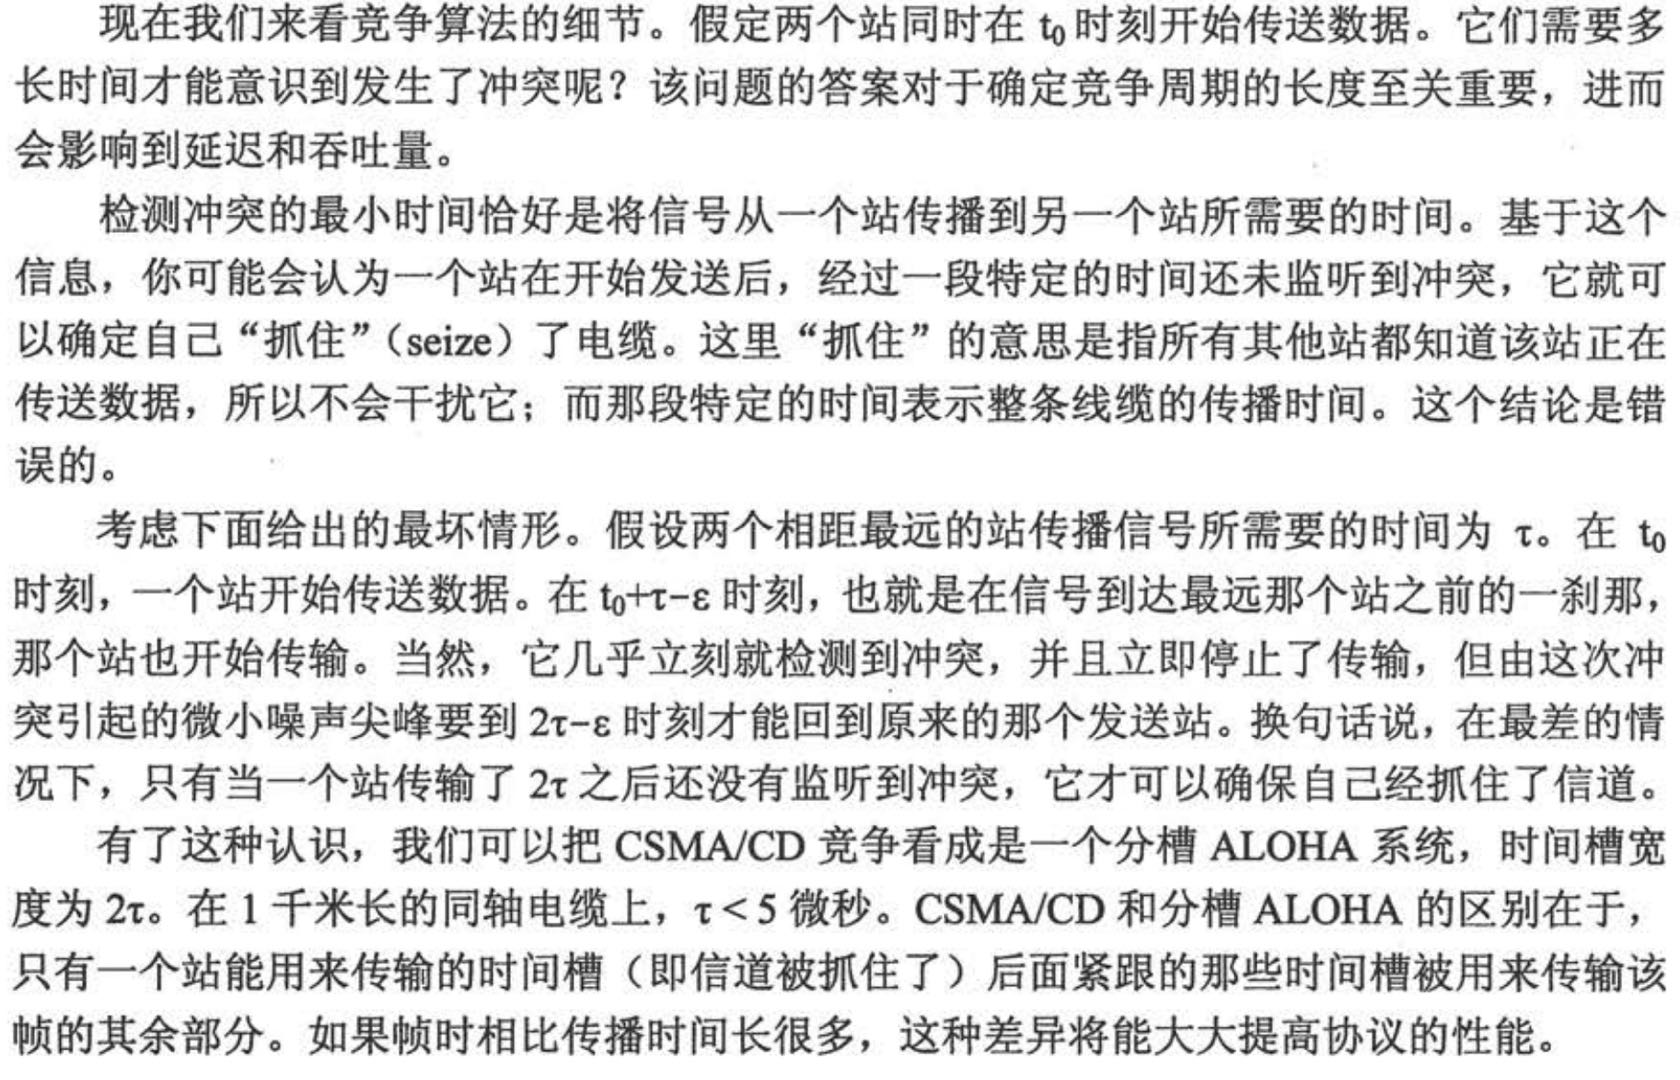 现在我们来看竞争算法的细节。假定两个站同时在 t₀ 时刻开始传送数据。它们需要多
长时间才能意识到发生了冲突呢？该问题的答案对于确定竞争周期的长度至关重要，进而
会影响到延迟和吞吐量。
检测冲突的最小时间恰好是将信号从一个站传播到另一个站所需要的时间。基于这个
信息，你可能会认为一个站在开始发送后，经过一段特定的时间还未监听到冲突，它就可
以确定自己“抓住”（seize）了电缆。这里“抓住”的意思是指所有其他站都知道该站正在
传送数据，所以不会干扰它；而那段特定的时间表示整条线缆的传播时间。这个结论是错
误的。
考虑下面给出的最坏情形。假设两个相距最远的站传播信号所需要的时间为 τ。在 t₀
时刻，一个站开始传送数据。在 t₀+τ−ε 时刻，也就是在信号到达最远那个站之前的一刹那，
那个站也开始传输。当然，它几乎立刻就检测到冲突，并且立即停止了传输，但由这次冲
突引起的微小噪声尖峰要到 2τ−ε 时刻才能回到原来的那个发送站。换句话说，在最差的情
况下，只有当一个站传输了 2τ 之后还没有监听到冲突，它才可以确保自己经抓住了信道。
有了这种认识，我们可以把 CSMA/CD 竞争看成是一个分槽 ALOHA 系统，时间槽宽
度为 2τ。在 1 千米长的同轴电缆上，τ < 5 微秒。CSMA/CD 和分槽 ALOHA 的区别在于，
只有一个站能用来传输的时间槽（即信道被抓住了）后面紧跟的那些时间槽被用来传输该
帧的其余部分。如果帧时相比传播时间长很多，这种差异将能大大提高协议的性能。